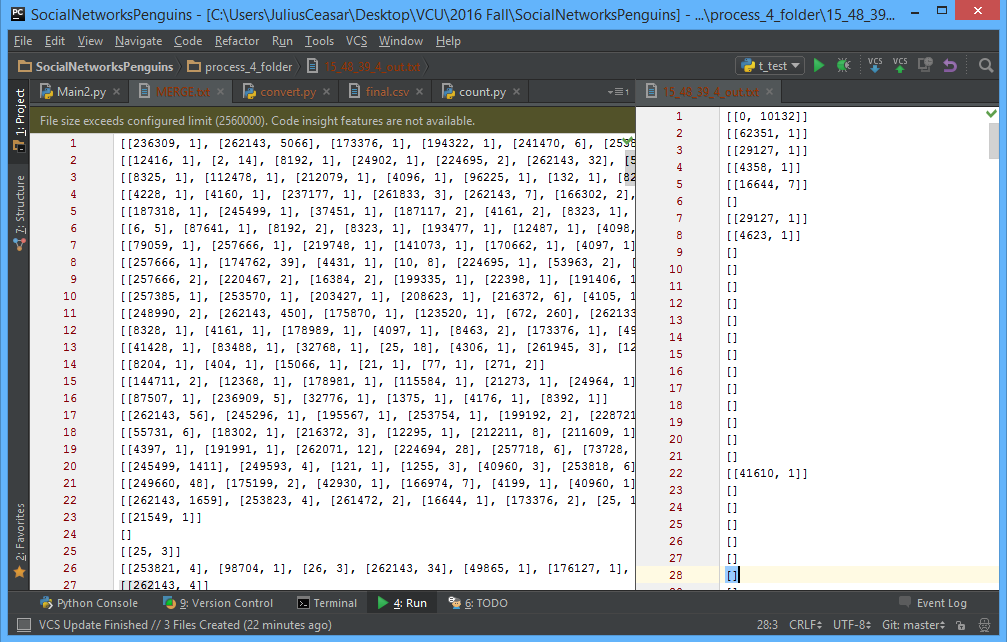 SocialNetworksPenguins - [C:\Users\JuliusCeasar\Desktop\VCU\2016 Fall\SocialNetworksPenguins] - ...\process_4_folder\15_48_39...
File Edit View Navigate Code Refactor Run Tools VCS Window Help
SocialNetworksPenguins process_4_folder 15_48_39_4_out.txt t_test VCS VCS
Main2.py MERGE.txt convert.py final.csv count.py 15_48_39_4_out.txt
File size exceeds configured limit (2560000). Code insight features are not available.
1: Project
7: Structure
2: Favorites
1 [[236309, 1], [262143, 5066], [173376, 1], [194322, 1], [241470, 6],
2 [[12416, 1], [2, 14], [8192, 1], [24902, 1], [224695, 2], [262143, 32], [5
3 [[8325, 1], [112478, 1], [212079, 1], [4096, 1], [96225, 1], [132, 1], [82
4 [[4228, 1], [4160, 1], [237177, 1], [261833, 3], [262143, 7], [166302, 2],
5 [[187318, 1], [245499, 1], [37451, 1], [187117, 2], [4161, 2], [8323, 1],
6 [[6, 5], [87641, 1], [8192, 2], [8323, 1], [193477, 1], [12487, 1], [4098,
7 [[79059, 1], [257666, 1], [219748, 1], [141073, 1], [170662, 1], [4097, 1]
8 [[257666, 1], [174762, 39], [4431, 1], [10, 8], [224695, 1], [53963, 2], [
9 [[257666, 2], [220467, 2], [16384, 2], [199335, 1], [22398, 1], [191406, 1
10 [[257385, 1], [253570, 1], [203427, 1], [208623, 1], [216372, 6], [4105, 1
11 [[248990, 2], [262143, 450], [175870, 1], [123520, 1], [672, 260], [262133
12 [[8328, 1], [4161, 1], [178989, 1], [4097, 1], [8463, 2], [173376, 1], [49
13 [[41428, 1], [83488, 1], [32768, 1], [25, 18], [4306, 1], [261945, 3], [12
14 [[8204, 1], [404, 1], [15066, 1], [21, 1], [77, 1], [271, 2]]
15 [[144711, 2], [12368, 1], [178981, 1], [115584, 1], [21273, 1], [24964, 1]
16 [[87507, 1], [236909, 5], [32776, 1], [1375, 1], [4176, 1], [8392, 1]]
17 [[262143, 56], [245296, 1], [195567, 1], [253754, 1], [199192, 2], [228721
18 [[55731, 6], [18302, 1], [216372, 3], [12295, 1], [212211, 8], [211609, 1]
19 [[4397, 1], [191991, 1], [262071, 12], [224694, 28], [257718, 6], [73728,
20 [[245499, 1411], [249593, 4], [121, 1], [1255, 3], [40960, 3], [253818, 6]
21 [[249660, 48], [175199, 2], [42930, 1], [166974, 7], [4199, 1], [40960, 1]
22 [[262143, 1659], [253823, 4], [261472, 2], [16644, 1], [173376, 2], [25, 1
23 [[21549, 1]]
24 []
25 [[25, 3]]
26 [[253821, 4], [98704, 1], [26, 3], [262143, 34], [49865, 1], [176127, 1],
27 [[262143, 4]]
1 [[0, 10132]]
2 [[62351, 1]]
3 [[29127, 1]]
4 [[4358, 1]]
5 [[16644, 7]]
6 []
7 [[29127, 1]]
8 [[4623, 1]]
9 []
10 []
11 []
12 []
13 []
14 []
15 []
16 []
17 []
18 []
19 []
20 []
21 []
22 [[41610, 1]]
23 []
24 []
25 []
26 []
27 []
28 []
Python Console 9: Version Control Terminal 4: Run 6: TODO Event Log
VCS Update Finished // 3 Files Created (22 minutes ago) 28:3 CRLF UTF-8 Git: master